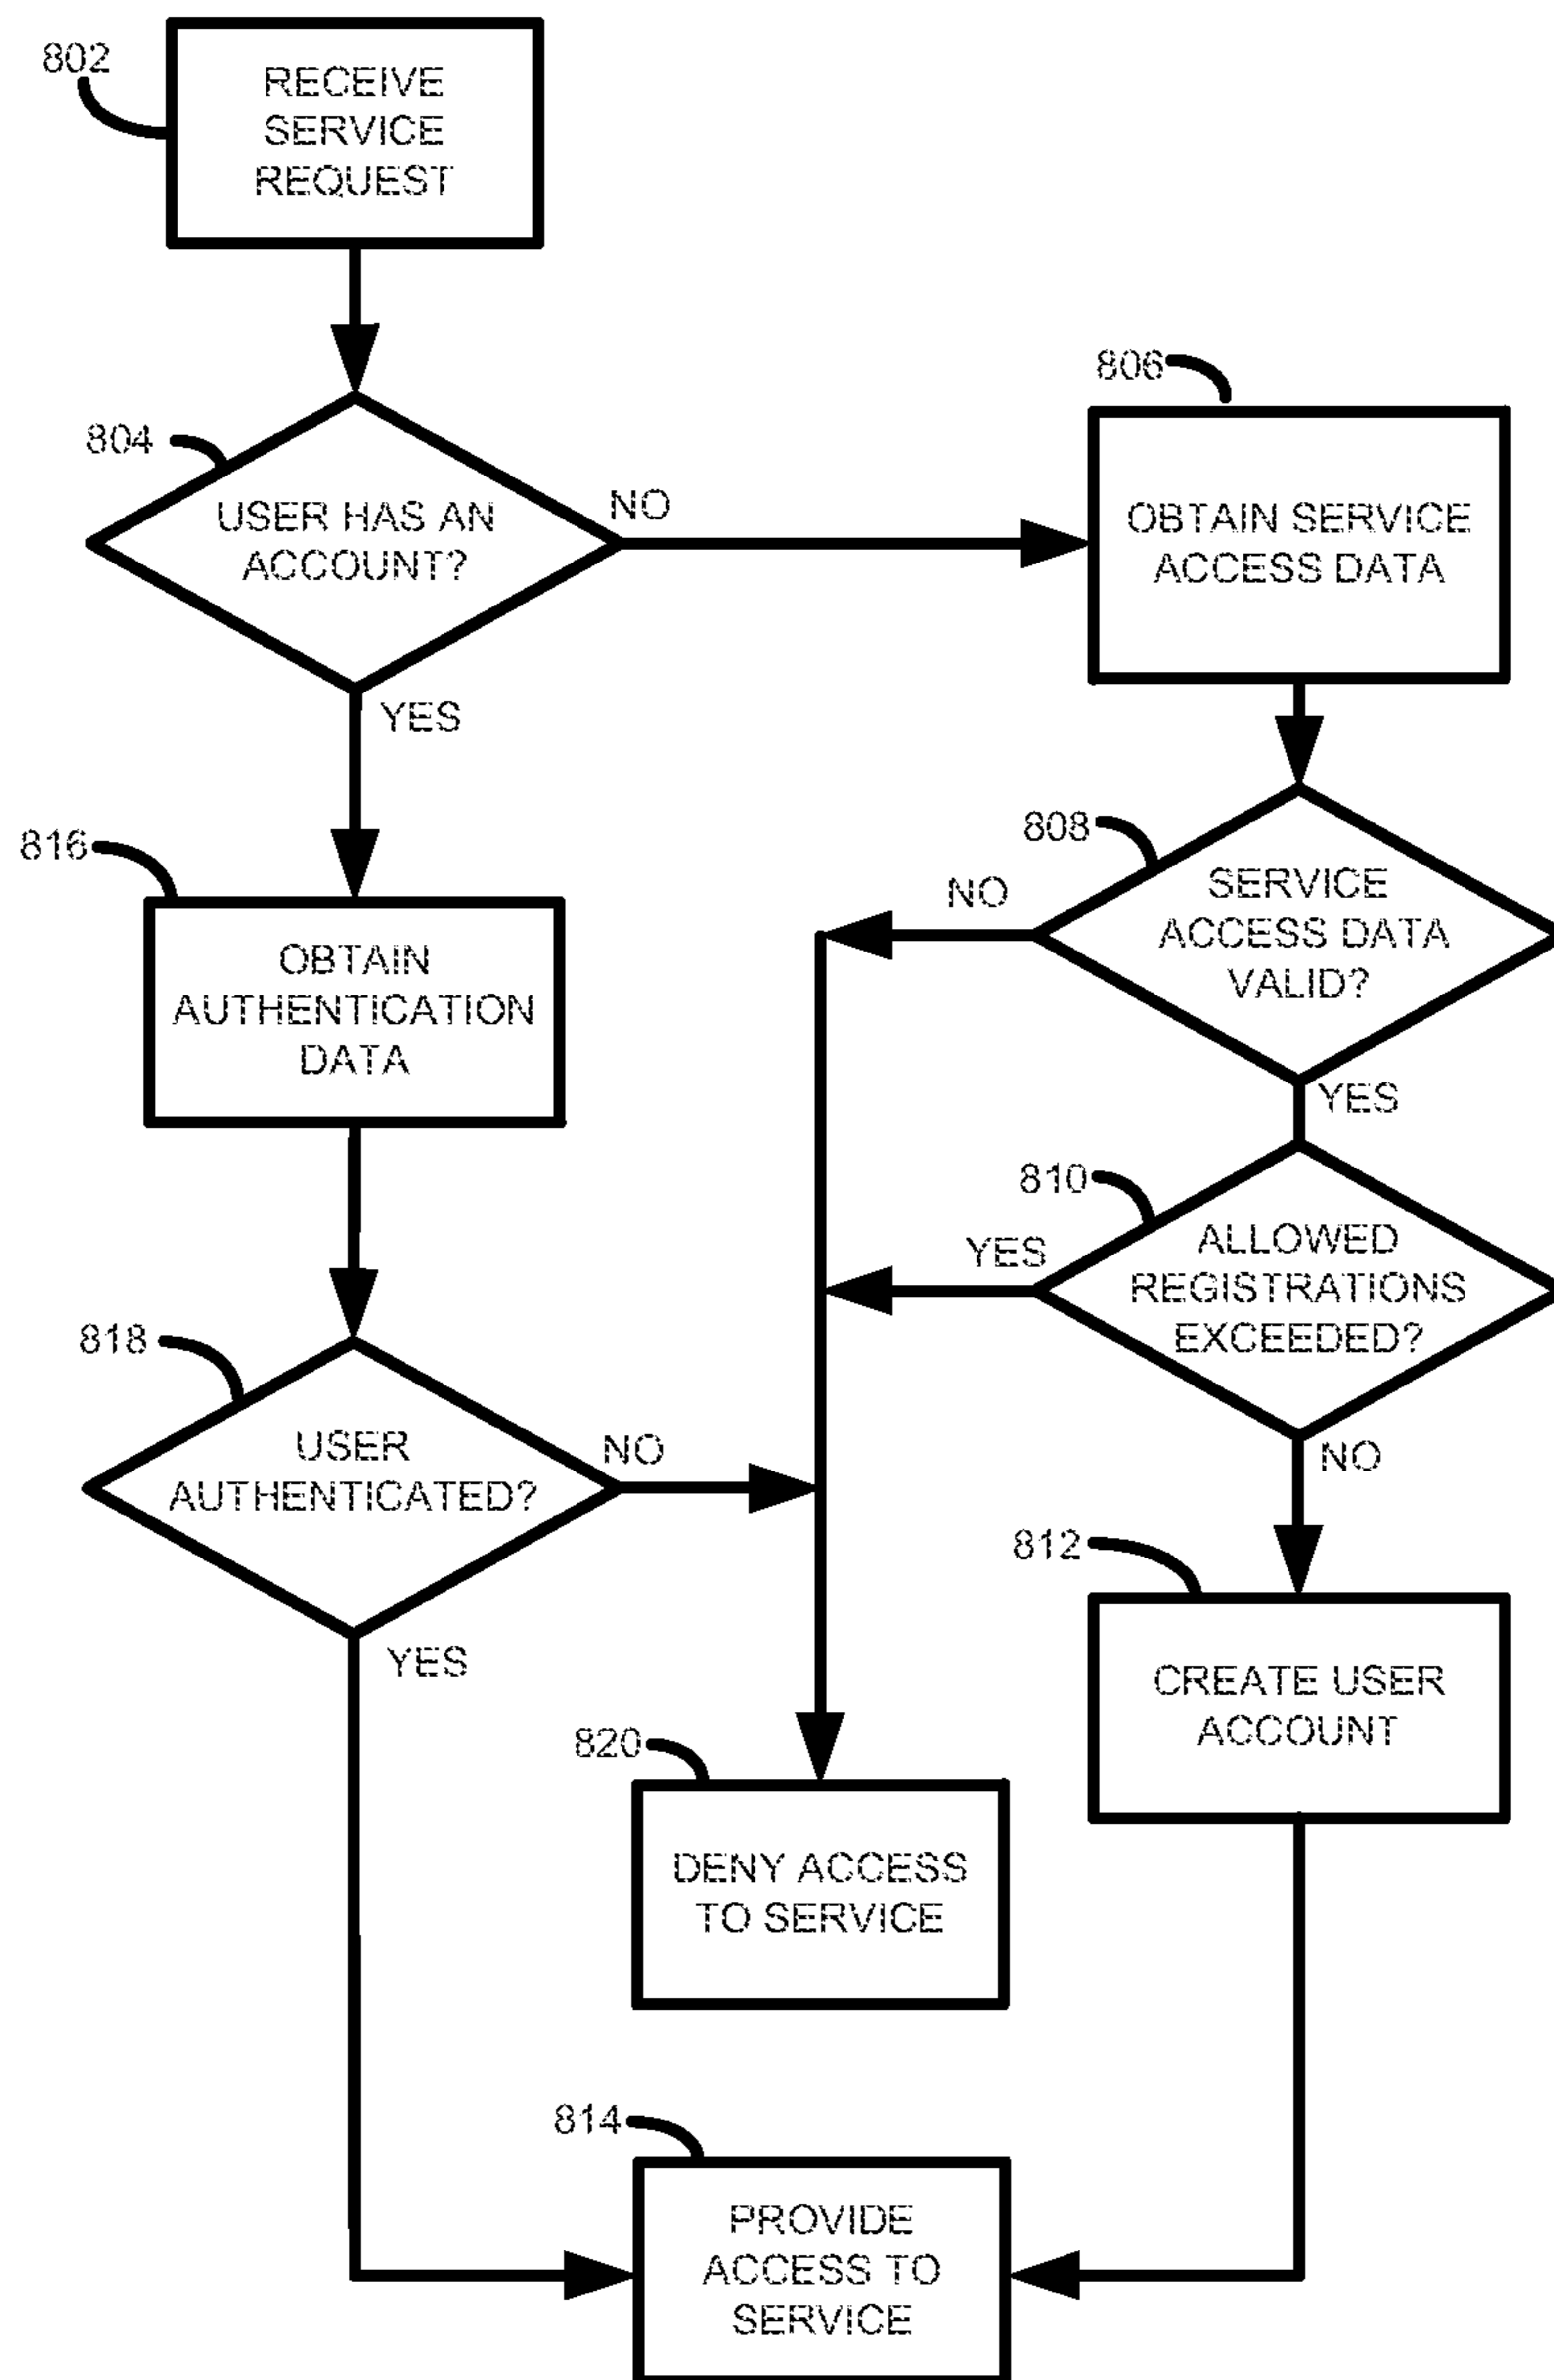 802
RECEIVE
SERVICE
REQUEST
804
USER HAS AN
ACCOUNT?
NO
YES
806
OBTAIN SERVICE
ACCESS DATA
816
OBTAIN
AUTHENTICATION
DATA
808
SERVICE
ACCESS DATA
VALID?
NO
YES
810
ALLOWED
REGISTRATIONS
EXCEEDED?
YES
NO
818
USER
AUTHENTICATED?
NO
YES
812
CREATE USER
ACCOUNT
820
DENY ACCESS
TO SERVICE
814
PROVIDE
ACCESS TO
SERVICE